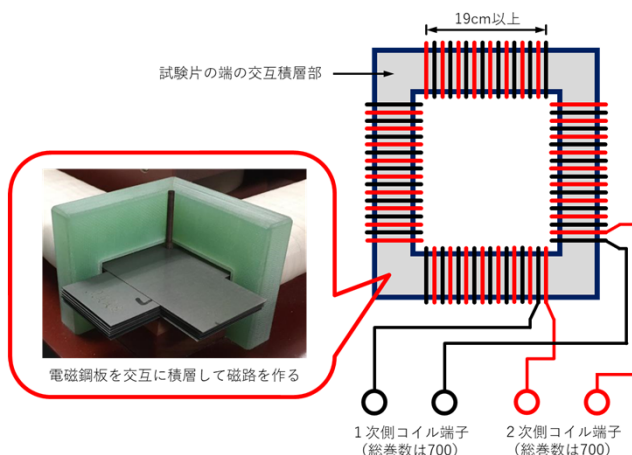 19cm以上
試験片の端の交互積層部
電磁鋼板を交互に積層して磁路を作る
1次側コイル端子
(総巻数は700)
2次側コイル端子
(総巻数は700)